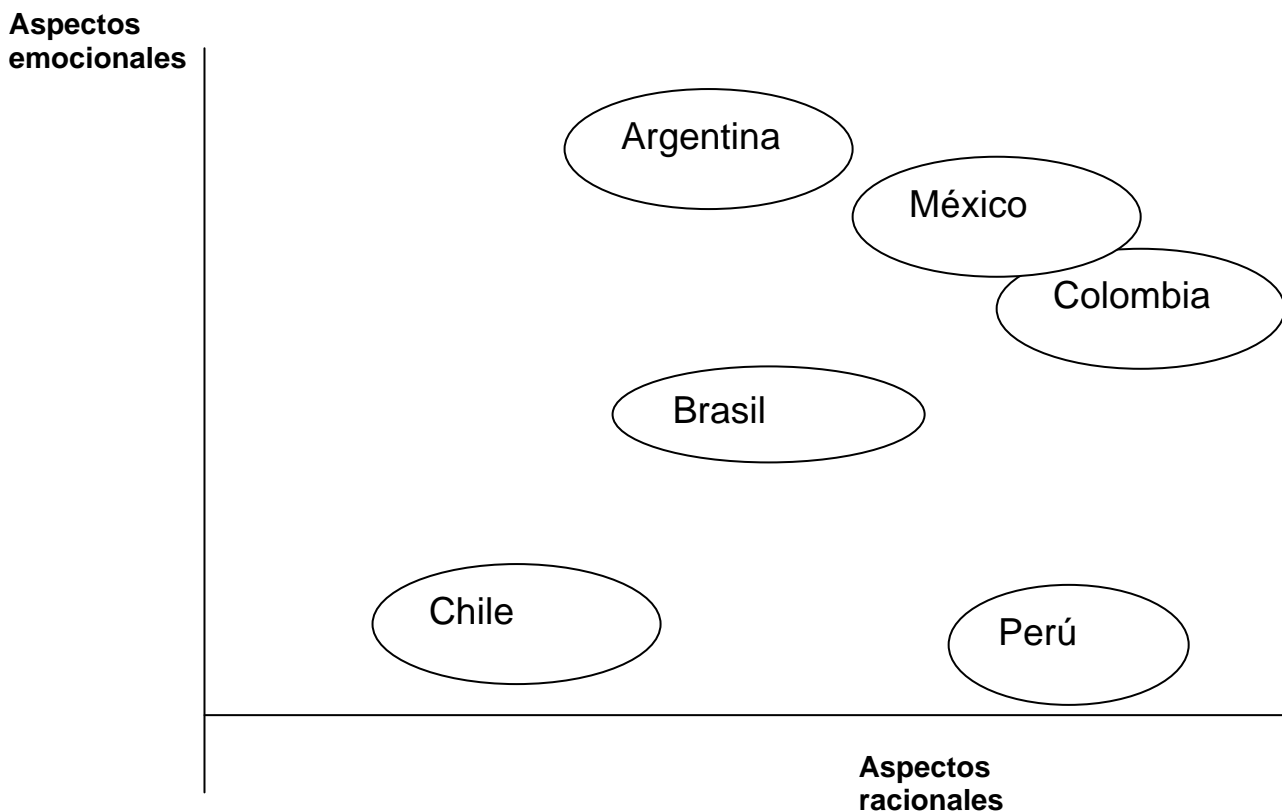 Aspectos
emocionales
Argentina
México
Colombia
Brasil
Chile
Perú
Aspectos
racionales